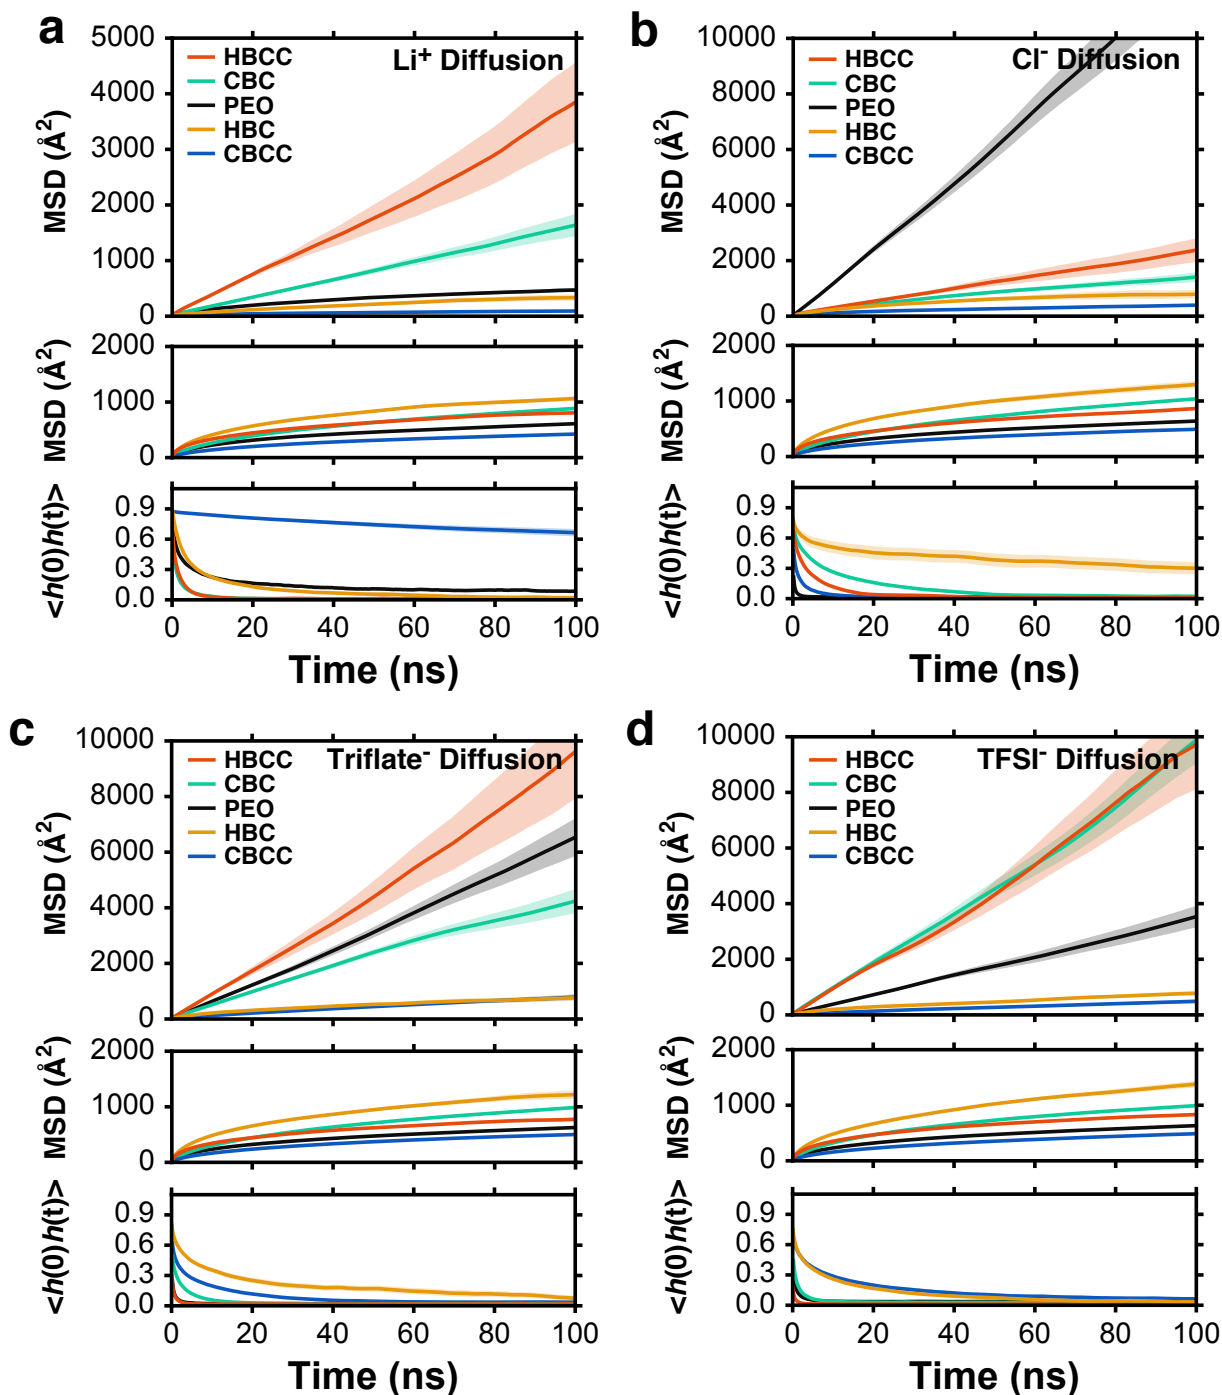 a
5000
4000
3000
2000
1000
0
MSD (Å²)
HBCC
CBC
PEO
HBC
CBCC
Li⁺ Diffusion
2000
1000
0
MSD (Å²)
0.9
0.6
0.3
0.0
<h(0)h(t)>
0 20 40 60 80 100
Time (ns)
b
10000
8000
6000
4000
2000
0
MSD (Å²)
HBCC
CBC
PEO
HBC
CBCC
Cl⁻ Diffusion
2000
1000
0
MSD (Å²)
0.9
0.6
0.3
0.0
<h(0)h(t)>
0 20 40 60 80 100
Time (ns)
c
10000
8000
6000
4000
2000
0
MSD (Å²)
HBCC
CBC
PEO
HBC
CBCC
Triflate⁻ Diffusion
2000
1000
0
MSD (Å²)
0.9
0.6
0.3
0.0
<h(0)h(t)>
0 20 40 60 80 100
Time (ns)
d
10000
8000
6000
4000
2000
0
MSD (Å²)
HBCC
CBC
PEO
HBC
CBCC
TFSI⁻ Diffusion
2000
1000
0
MSD (Å²)
0.9
0.6
0.3
0.0
<h(0)h(t)>
0 20 40 60 80 100
Time (ns)